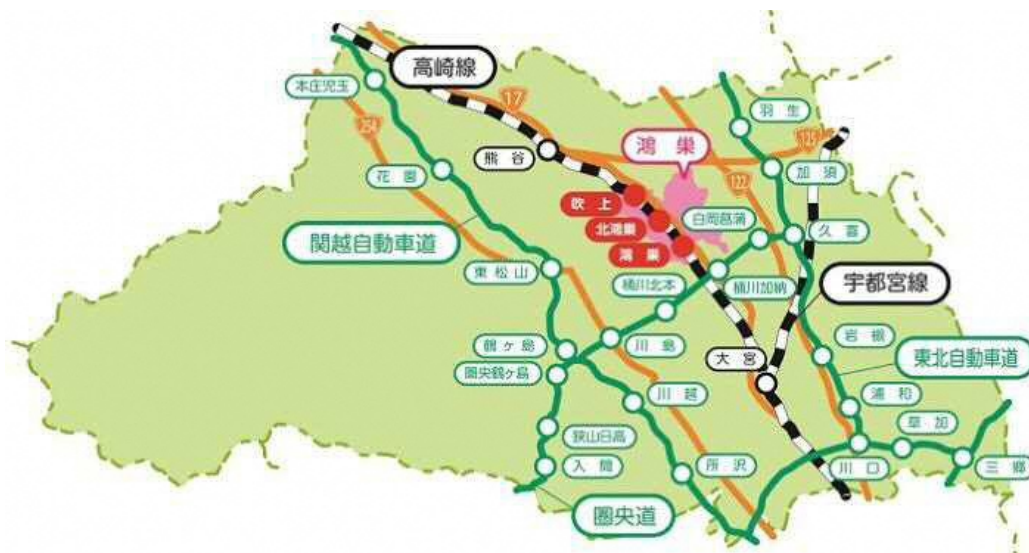 高崎線
本庄児玉
17
羽生
254
125
熊谷
鴻巣
加須
花園
122
吹上
白岡菖蒲
北鴻巣
久喜
関越自動車道
鴻巣
東松山
桶川北本
桶川加納
宇都宮線
鶴ヶ島
川島
大宮
岩槻
東北自動車道
圏央鶴ヶ島
川越
浦和
草加
狭山日高
入間
所沢
川口
三郷
圏央道